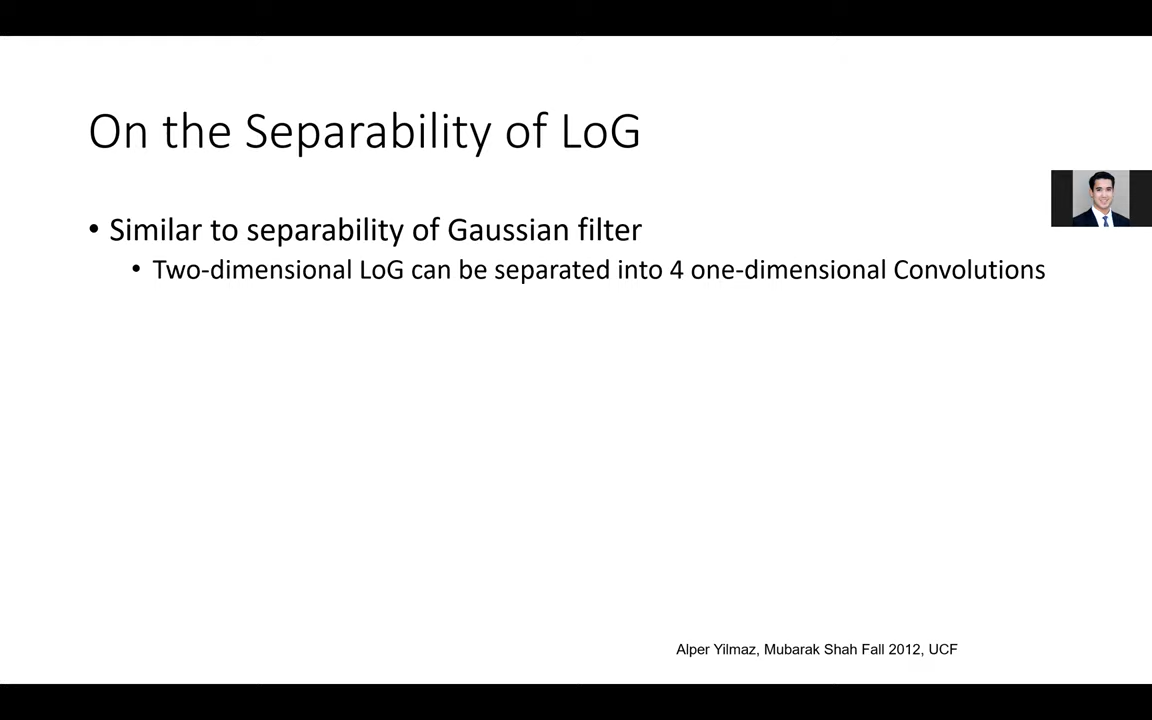 On the Separability of LoG
• Similar to separability of Gaussian filter
• Two-dimensional LoG can be separated into 4 one-dimensional Convolutions
Alper Yilmaz, Mubarak Shah Fall 2012, UCF